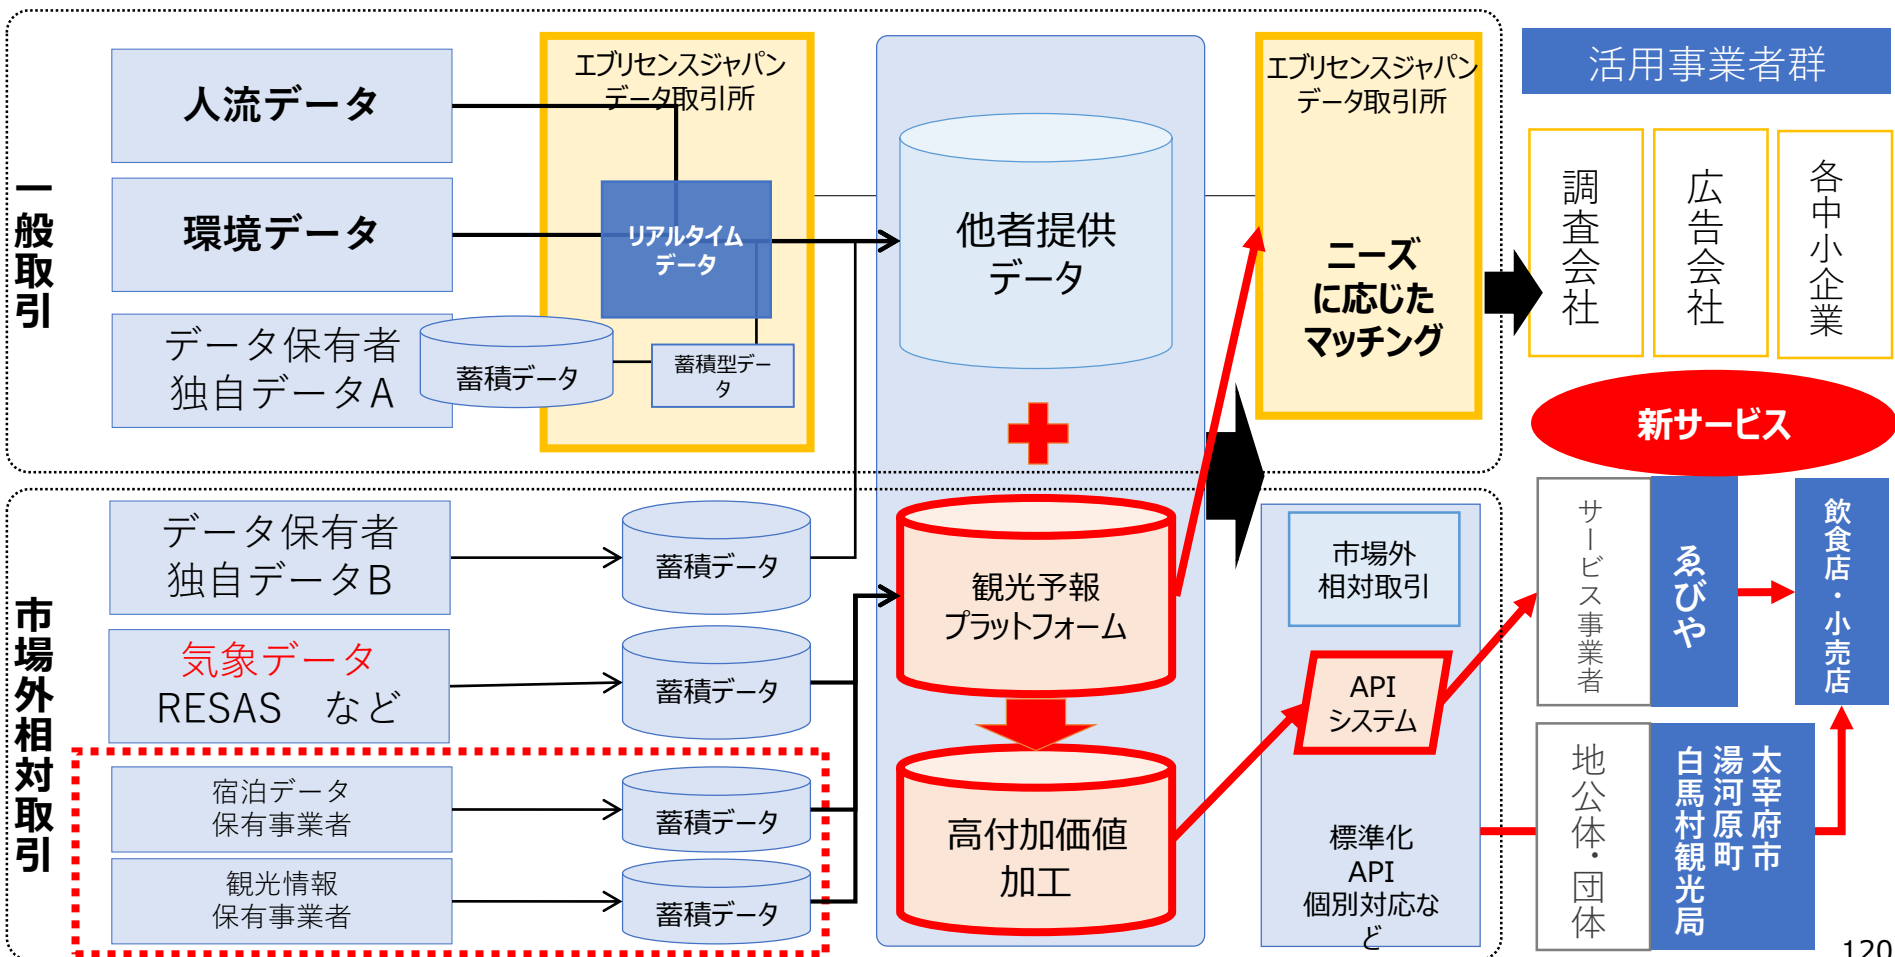 一般取引
人流データ
環境データ
データ保有者
独自データA
蓄積データ
エブリセンスジャパン
データ取引所
リアルタイム
データ
蓄積型デー
タ
他者提供
データ
エブリセンスジャパン
データ取引所
ニーズ
に応じた
マッチング
活用事業者群
調査会社
広告会社
各中小企業
新サービス
市場外相対取引
データ保有者
独自データB
蓄積データ
気象データ
RESAS　など
蓄積データ
宿泊データ
保有事業者
蓄積データ
観光情報
保有事業者
蓄積データ
観光予報
プラットフォーム
高付加価値
加工
市場外
相対取引
API
システム
標準化
API
個別対応な
ど
サービス事業者
ゑびや
飲食店・小売店
地公体・団体
太宰府市
湯河原町
白馬村観光局
120